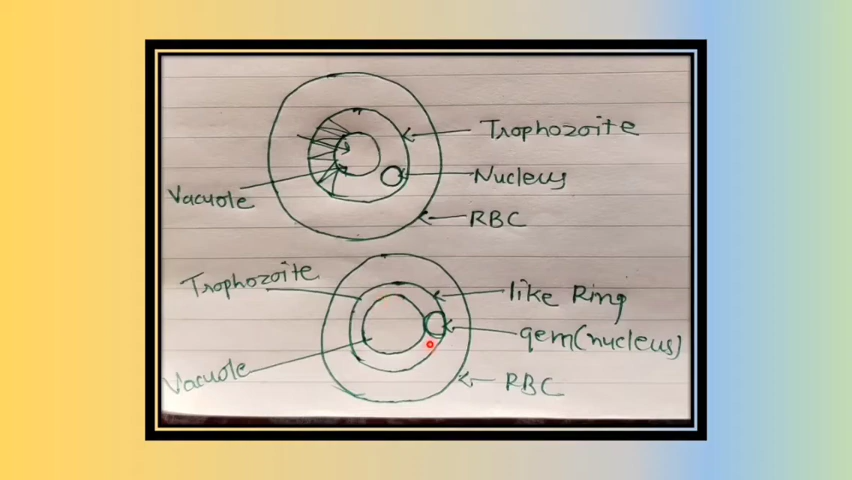 Trophozoite
Nucleus
Vacuole
RBC
Trophozoite
like Ring
gem(nucleus)
Vacuole
RBC